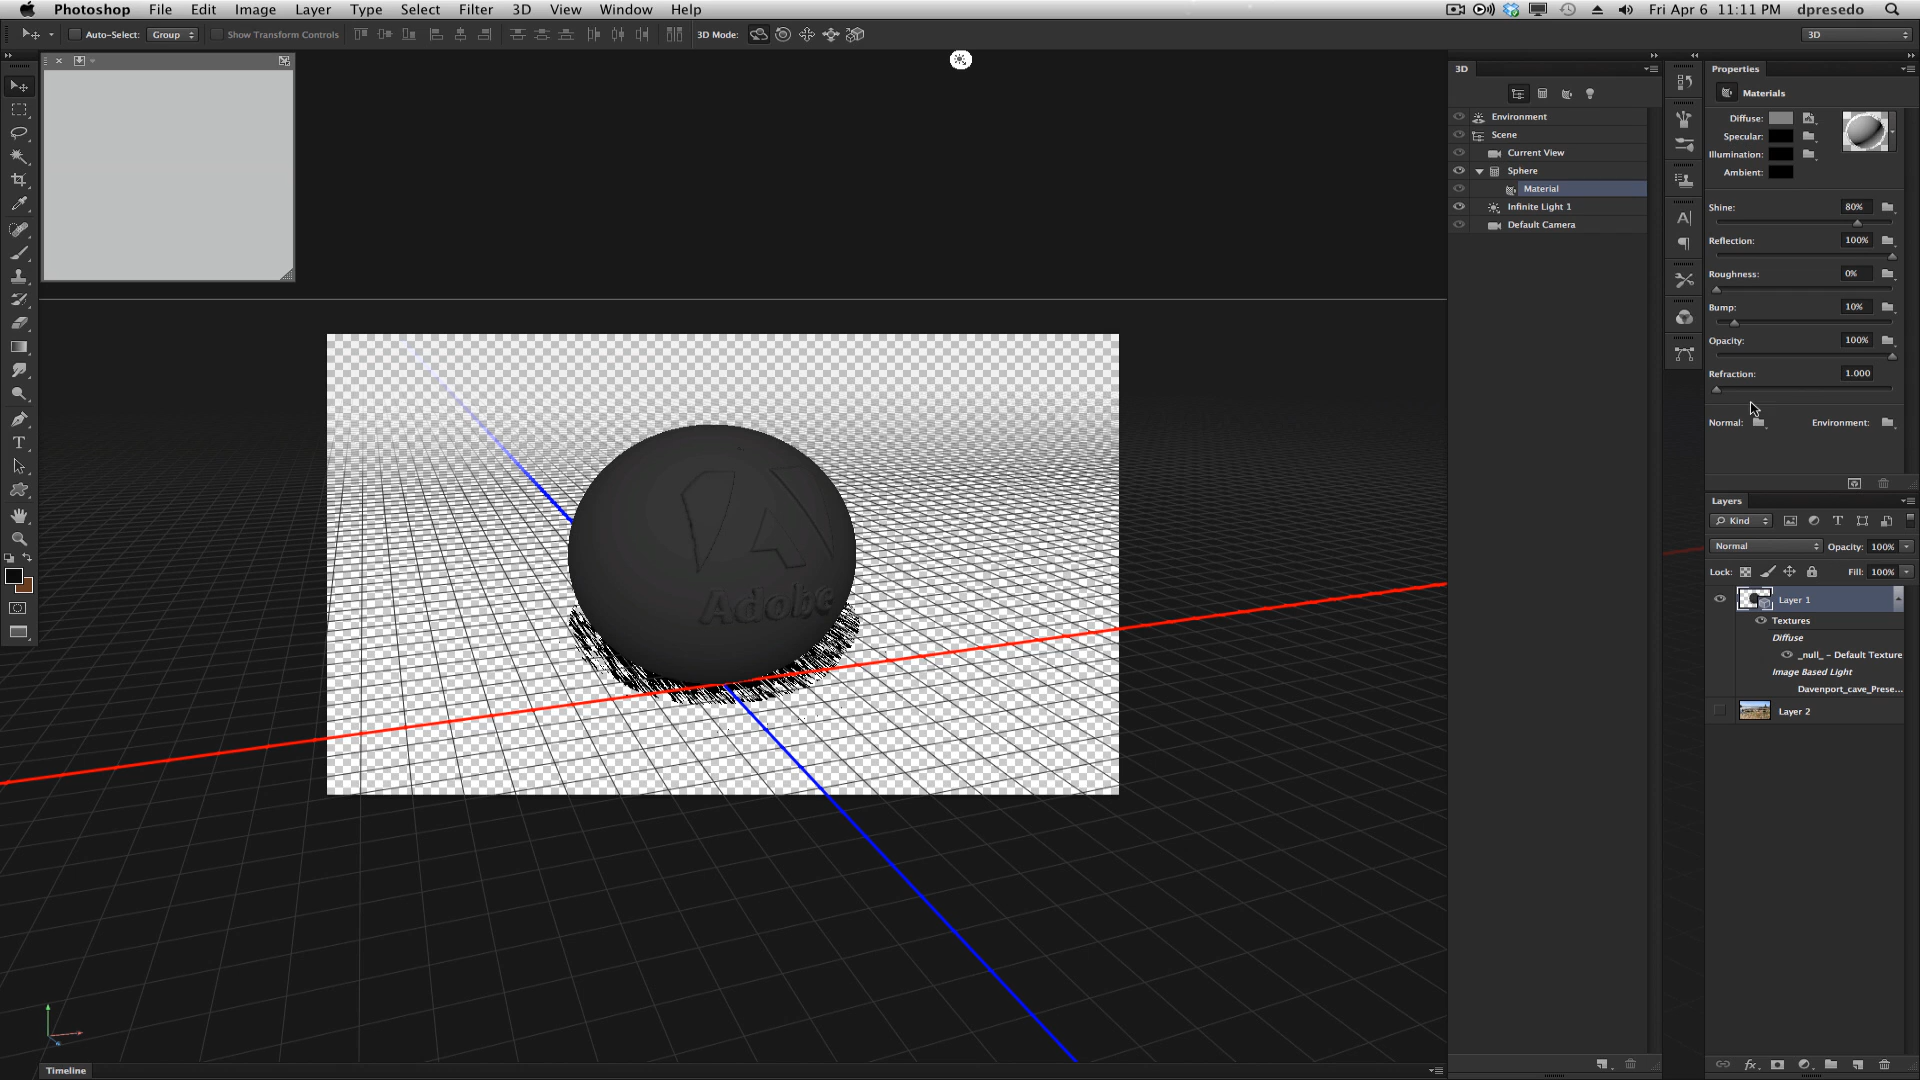 Photoshop File Edit Image Layer Type Select Filter 3D View Window Help Fri Apr 6 11:11 PM dpresedo
Auto-Select: Group Show Transform Controls 3D Mode: 3D
3D
Environment
Scene
Current View
Sphere
Material
Infinite Light 1
Default Camera
Properties
Materials
Diffuse:
Specular:
Illumination:
Ambient:
Shine: 80%
Reflection: 100%
Roughness: 0%
Bump: 10%
Opacity: 100%
Refraction: 1.000
Normal: Environment:
Layers
Kind
Normal Opacity: 100%
Lock: Fill: 100%
Layer 1
Textures
Diffuse
_null_ - Default Texture
Image Based Light
Davenport_cave_Prese...
Layer 2
Adobe
Timeline